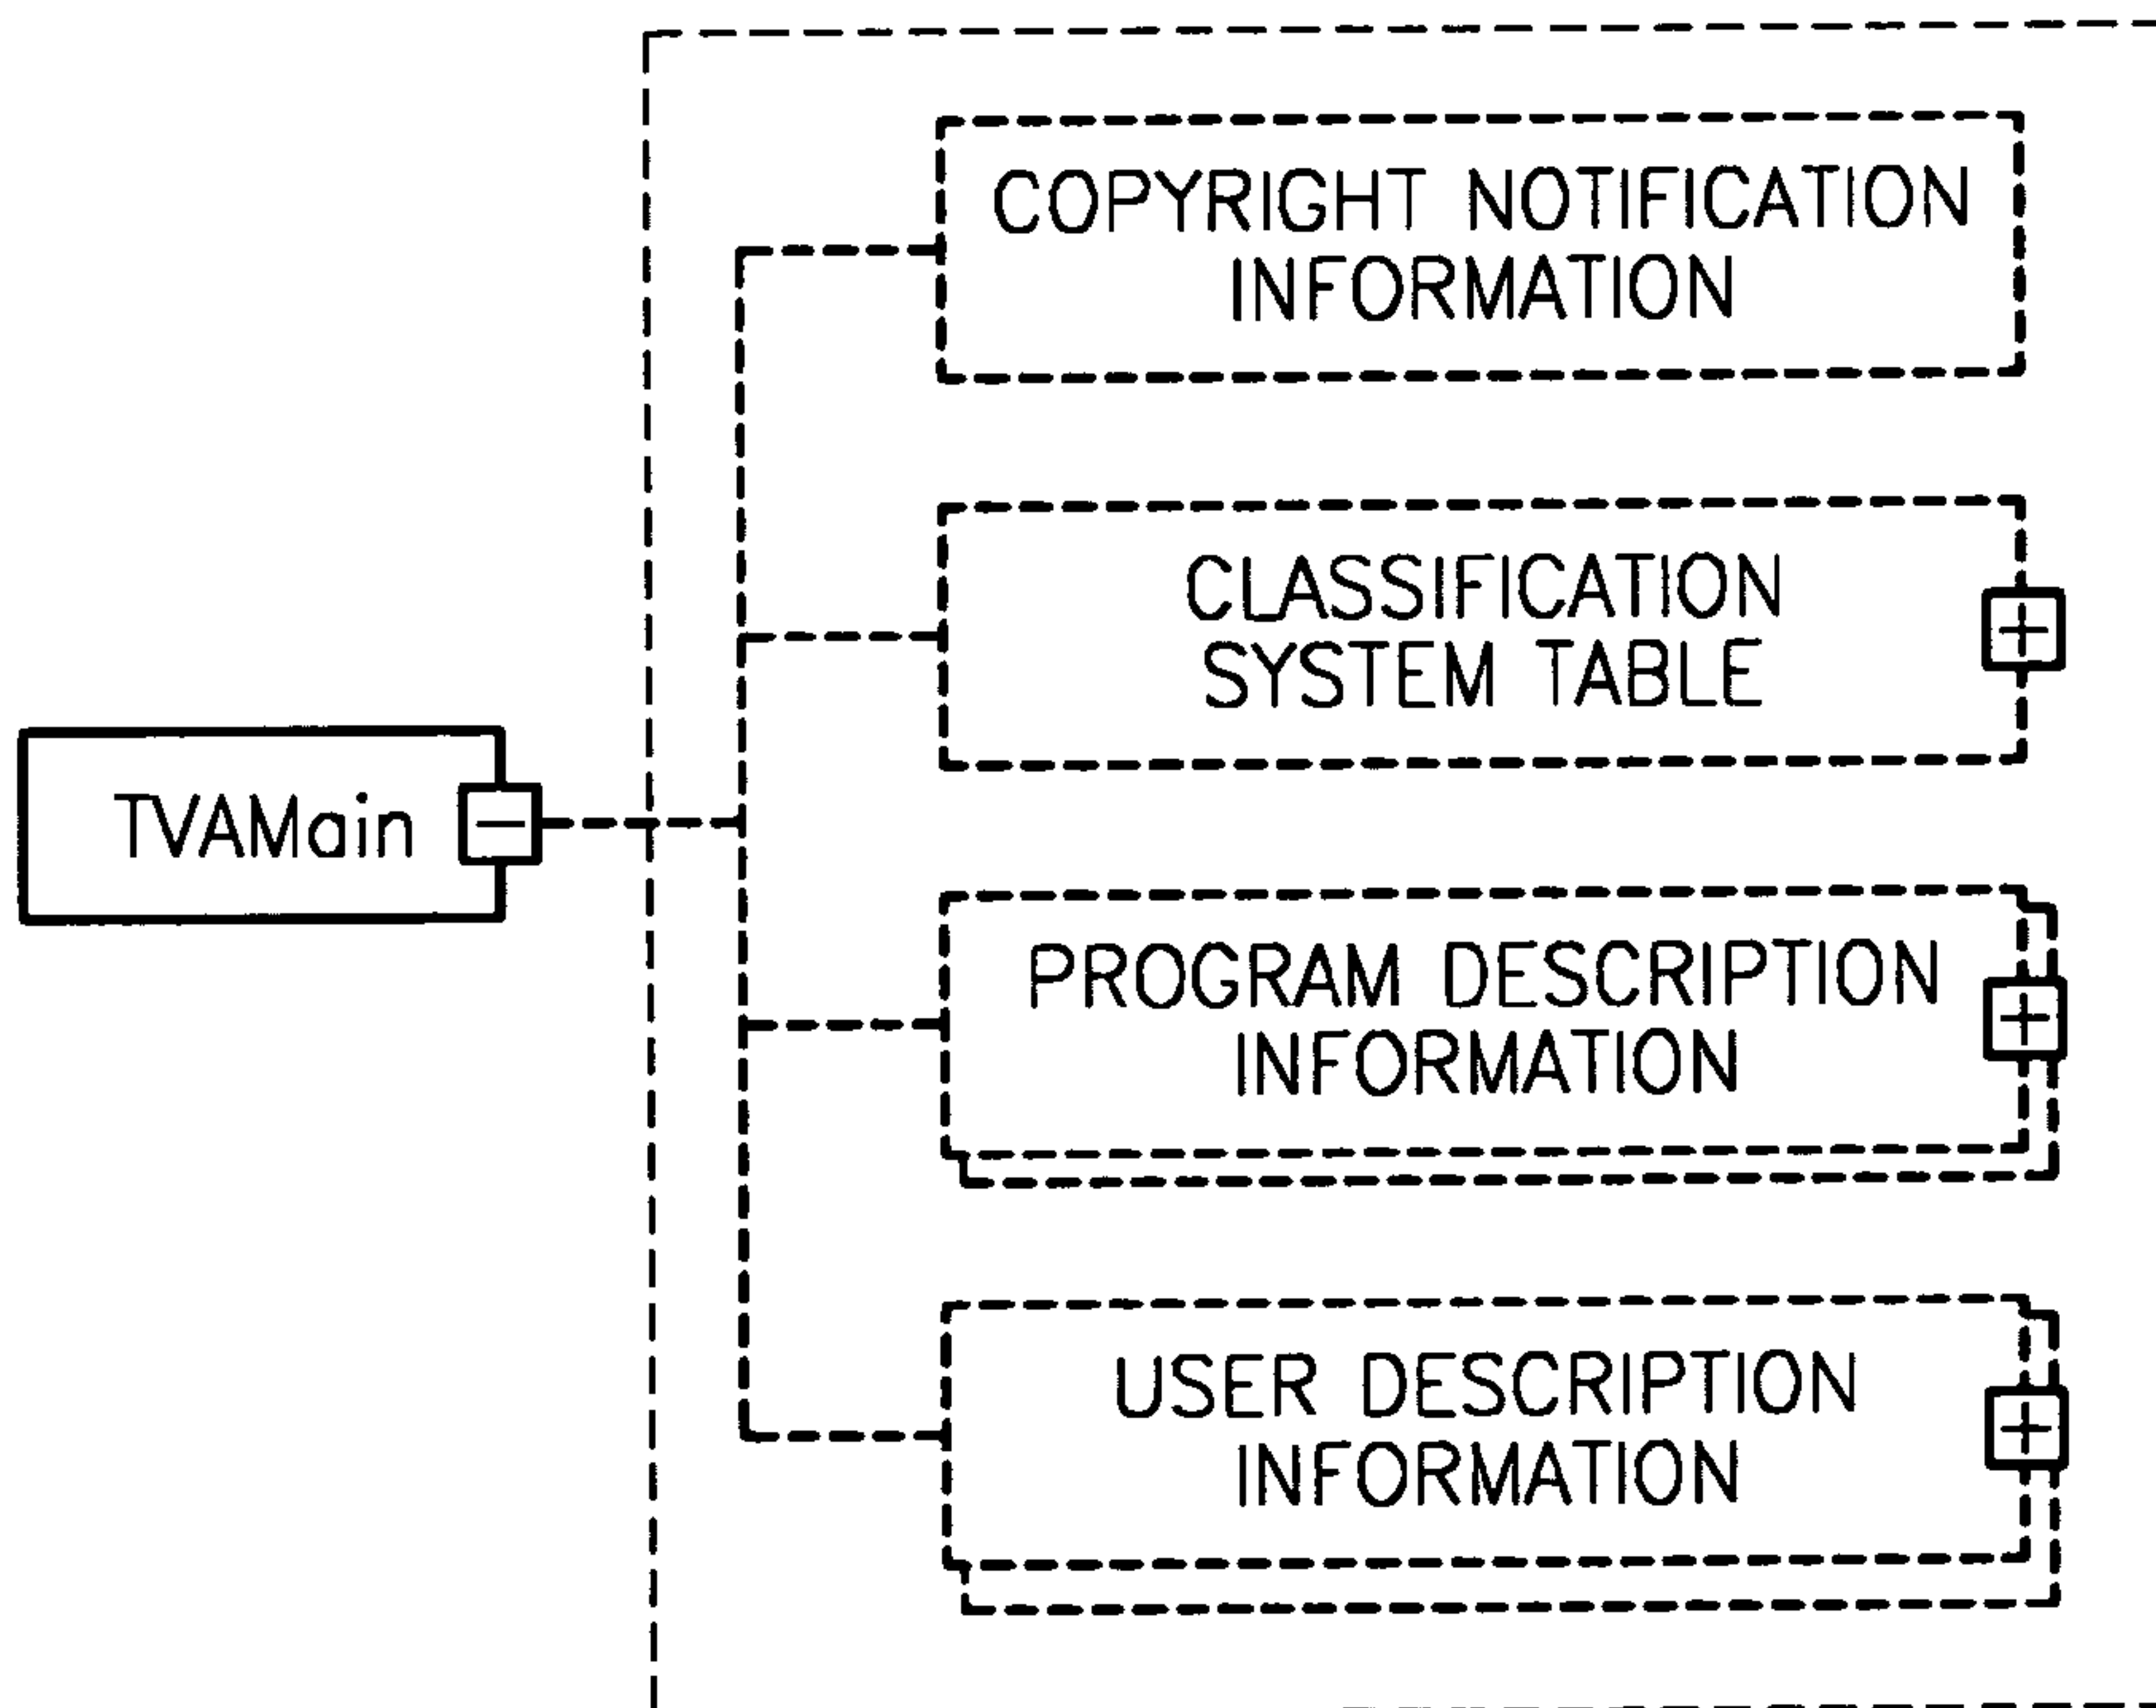 COPYRIGHT NOTIFICATION
INFORMATION
CLASSIFICATION
SYSTEM TABLE
TVAMain
PROGRAM DESCRIPTION
INFORMATION
USER DESCRIPTION
INFORMATION